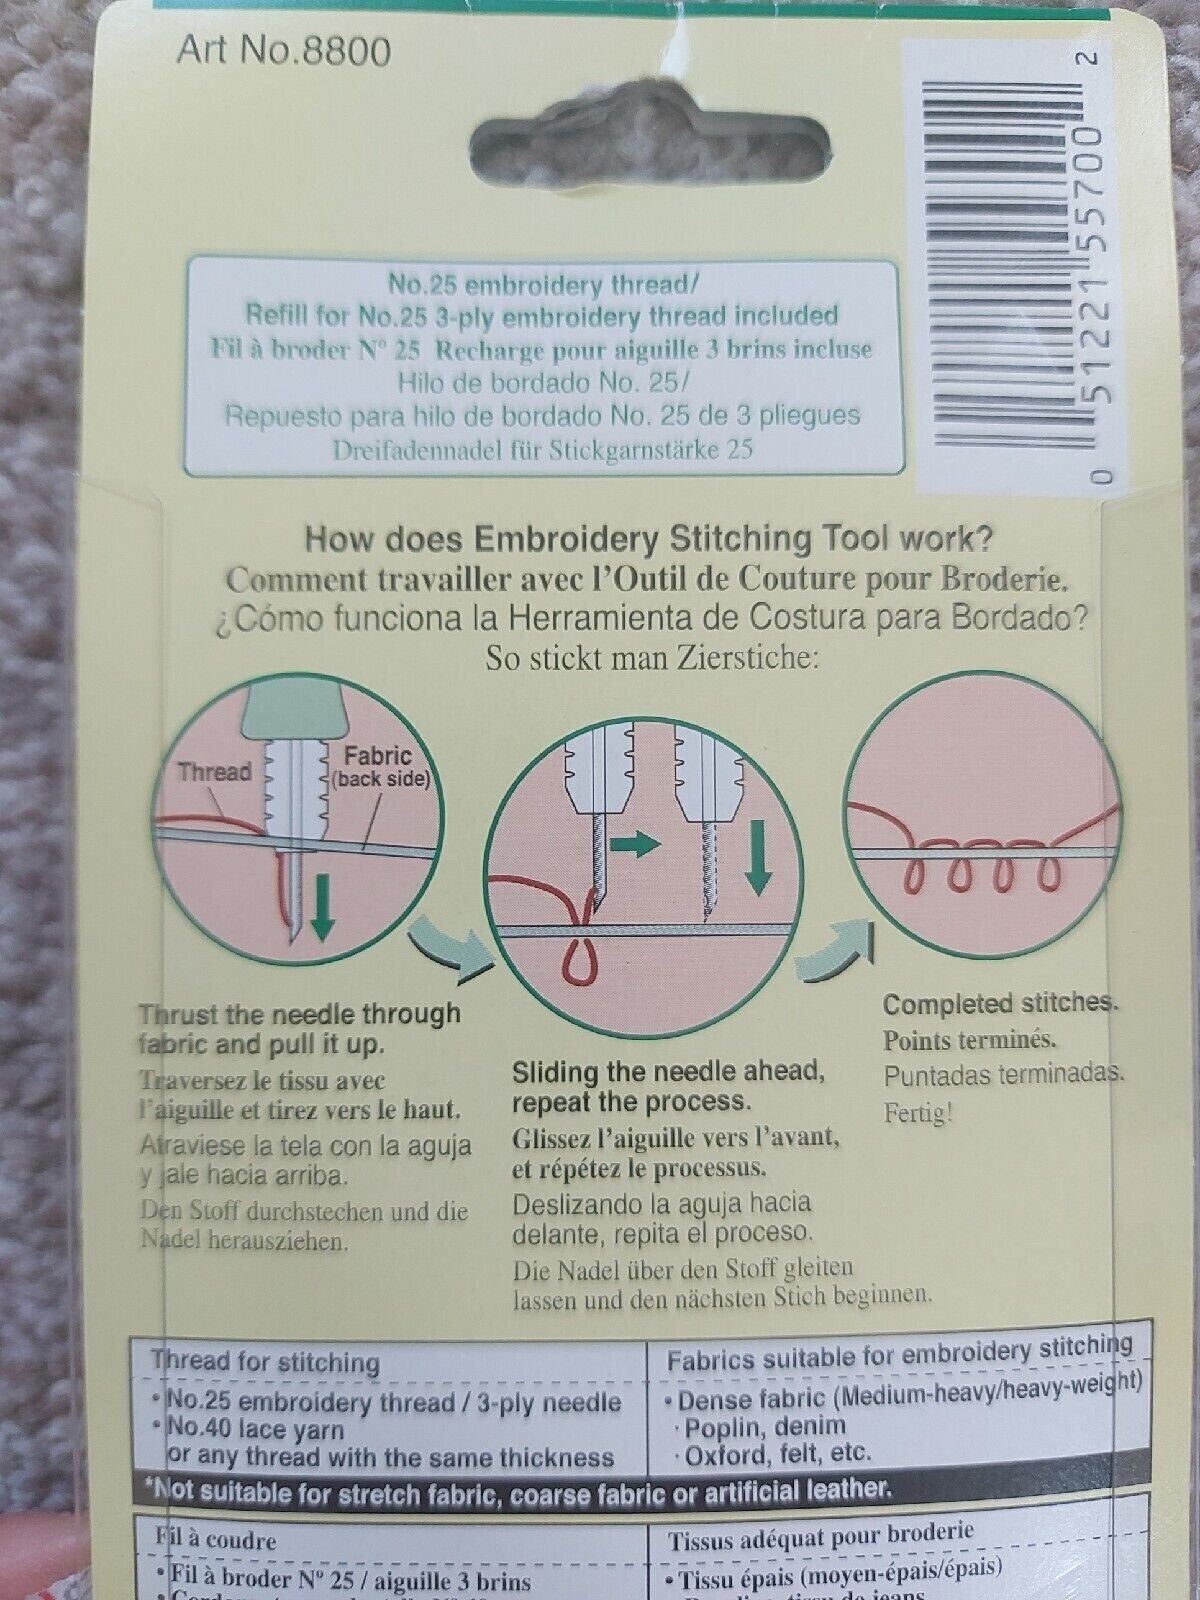 Art No.8800
0 51221 55700 2
No.25 embroidery thread/
Refill for No.25 3-ply embroidery thread included
Fil à broder Nº 25 Recharge pour aiguille 3 brins incluse
Hilo de bordado No. 25/
Repuesto para hilo de bordado No. 25 de 3 pliegues
Dreifadennadel für Stickgarnstärke 25
How does Embroidery Stitching Tool work?
Comment travailler avec l'Outil de Couture pour Broderie.
¿Cómo funciona la Herramienta de Costura para Bordado?
So stickt man Zierstiche:
Thread
Fabric
(back side)
Thrust the needle through
fabric and pull it up.
Traversez le tissu avec
l'aiguille et tirez vers le haut.
Atraviese la tela con la aguja
y jale hacia arriba.
Den Stoff durchstechen und die
Nadel herausziehen.
Sliding the needle ahead,
repeat the process.
Glissez l'aiguille vers l'avant,
et répétez le processus.
Deslizando la aguja hacia
delante, repita el proceso.
Die Nadel über den Stoff gleiten
lassen und den nächsten Stich beginnen.
Completed stitches.
Points terminés.
Puntadas terminadas.
Fertig!
Thread for stitching
• No.25 embroidery thread / 3-ply needle
• No.40 lace yarn
or any thread with the same thickness
Fabrics suitable for embroidery stitching
• Dense fabric (Medium-heavy/heavy-weight)
· Poplin, denim
· Oxford, felt, etc.
*Not suitable for stretch fabric, coarse fabric or artificial leather.
Fil à coudre
• Fil à broder Nº 25 / aiguille 3 brins
Tissus adéquat pour broderie
• Tissu épais (moyen-épais/épais)